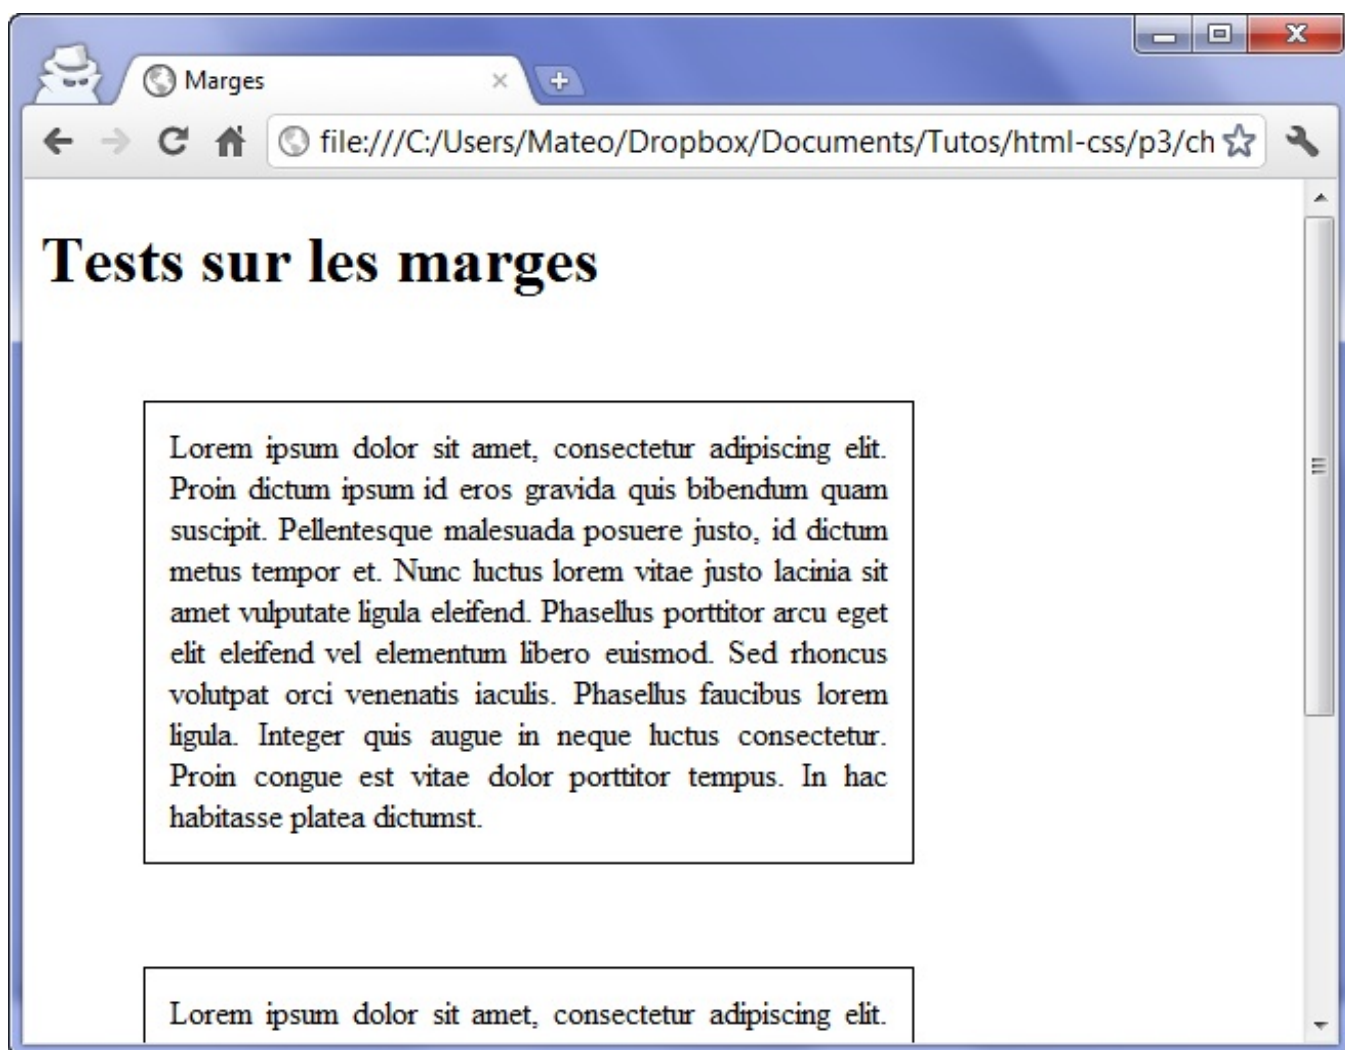 Marges
file:///C:/Users/Mateo/Dropbox/Documents/Tutos/html-css/p3/ch
Tests sur les marges
Lorem ipsum dolor sit amet, consectetur adipiscing elit.
Proin dictum ipsum id eros gravida quis bibendum quam
suscipit. Pellentesque malesuada posuere justo, id dictum
metus tempor et. Nunc luctus lorem vitae justo lacinia sit
amet vulputate ligula eleifend. Phasellus porttitor arcu eget
elit eleifend vel elementum libero euismod. Sed rhoncus
volutpat orci venenatis iaculis. Phasellus faucibus lorem
ligula. Integer quis augue in neque luctus consectetur.
Proin congue est vitae dolor porttitor tempus. In hac
habitasse platea dictumst.
Lorem ipsum dolor sit amet, consectetur adipiscing elit.